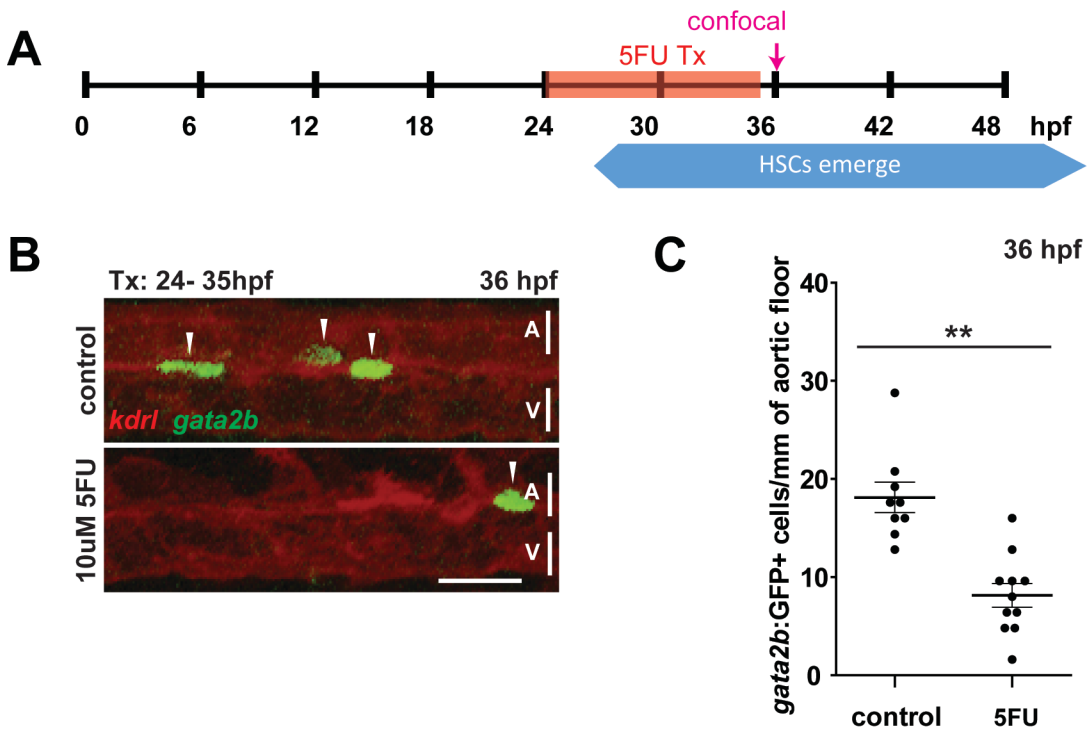 A
confocal
5FU Tx
0 6 12 18 24 30 36 42 48 hpf
HSCs emerge
B
Tx: 24- 35hpf 36 hpf
control
A
V
kdrl gata2b
10uM 5FU
A
V
C
36 hpf
gata2b:GFP+ cells/mm of aortic floor
40
**
30
20
10
0
control 5FU